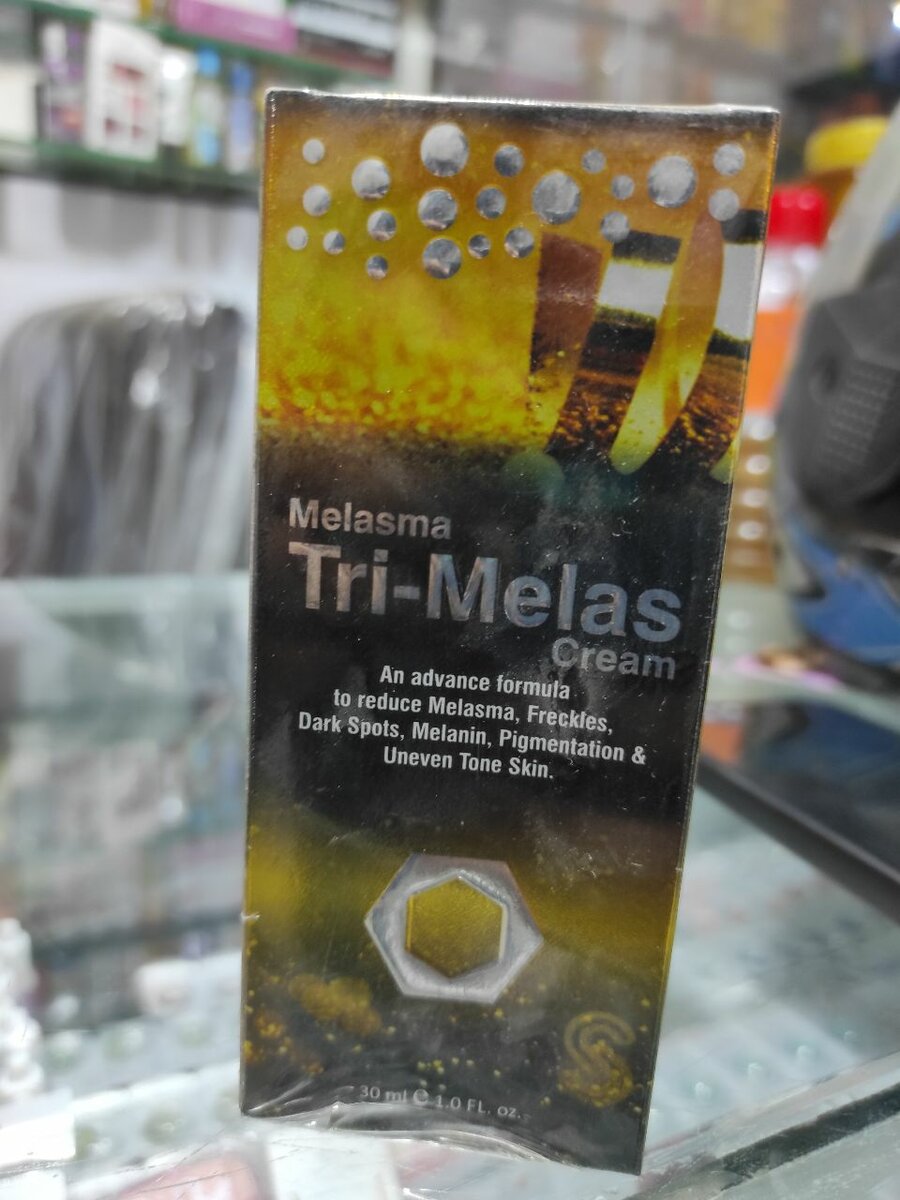 Melasma
Tri-Melas
Cream
An advance formula
to reduce Melasma, Freckles,
Dark Spots, Melanin, Pigmentation &
Uneven Tone Skin.
30 ml ℮ 1.0 FL. oz.